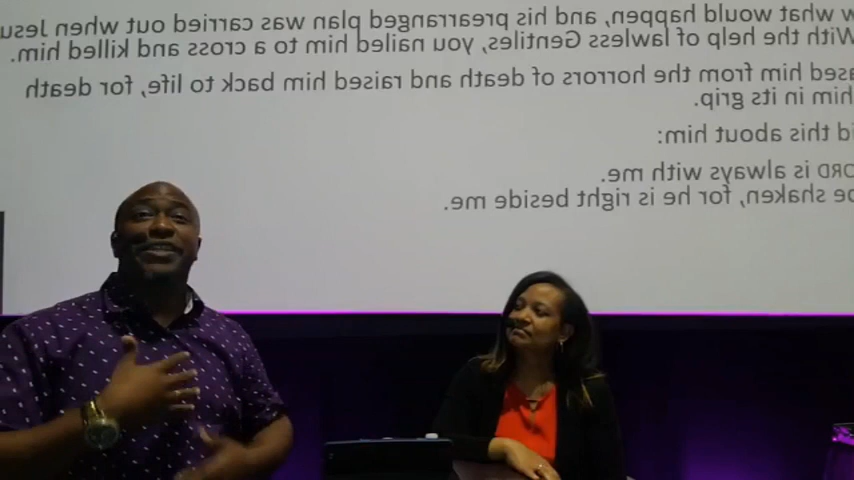 w what would happen, and his prearranged plan was carried out when Jesu
With the help of lawless Gentiles, you nailed him to a cross and killed him.
ased him from the horrors of death and raised him back to life, for death
him in its grip.
d this about him:
ORD is always with me.
be shaken, for he is right beside me.